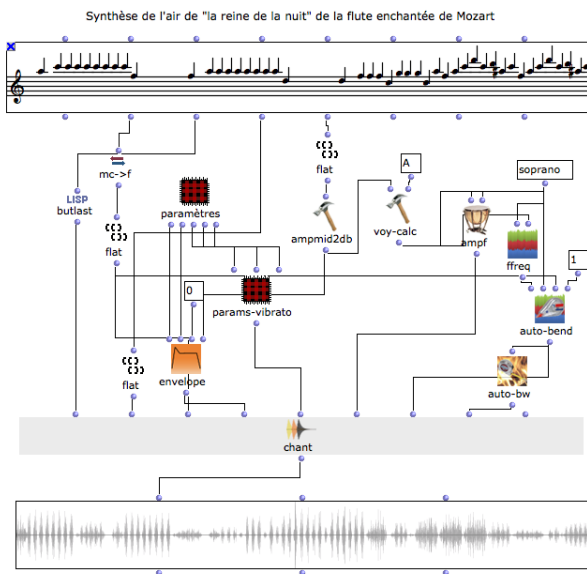 Synthèse de l'air de "la reine de la nuit" de la flute enchantée de Mozart
mc->f
flat
A
soprano
LISP
butlast
paramètres
ampmid2db
voy-calc
ampf
flat
ffreq
1
0
params-vibrato
auto-bend
flat
envelope
auto-bw
chant